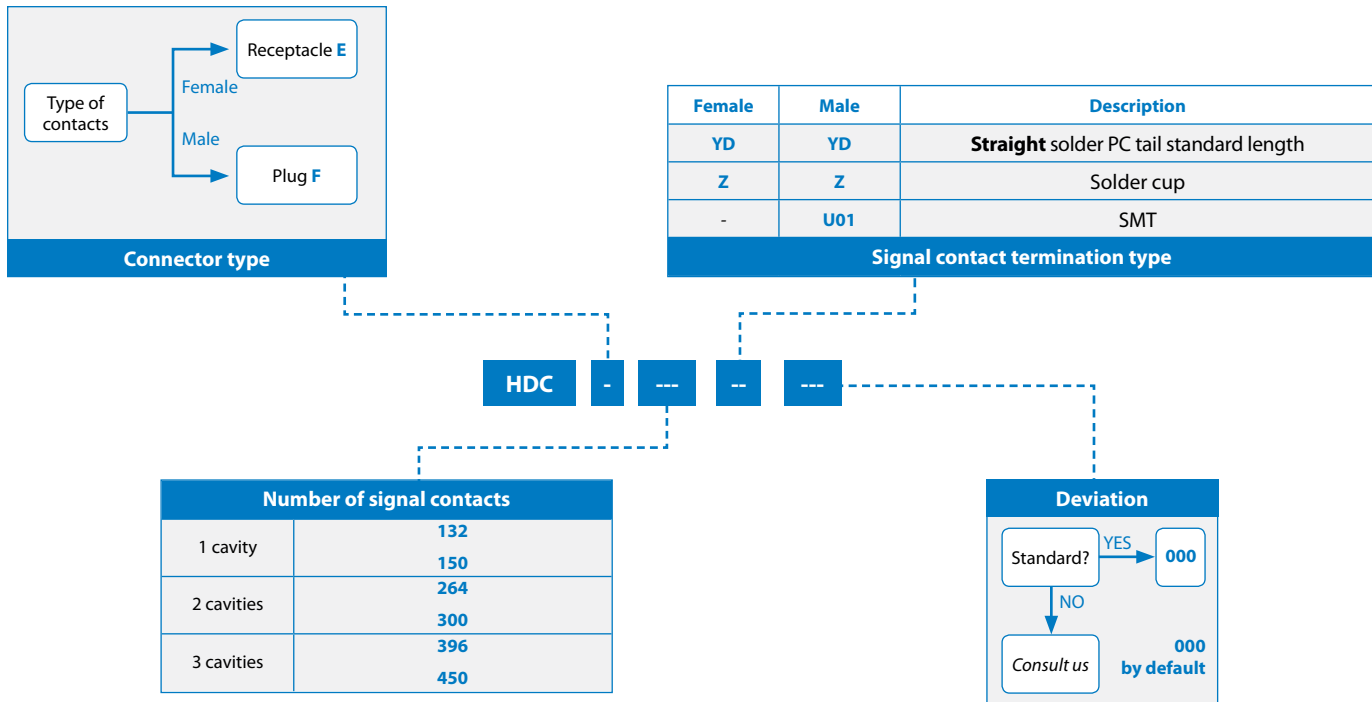 Receptacle E
Female
Type of
contacts
Male
Plug F
Connector type
Female Male Description
YD YD Straight solder PC tail standard length
Z Z Solder cup
- U01 SMT
Signal contact termination type
HDC - --- -- ---
Number of signal contacts
1 cavity
132
150
2 cavities
264
300
3 cavities
396
450
Deviation
Standard?
YES
000
NO
Consult us
000
by default